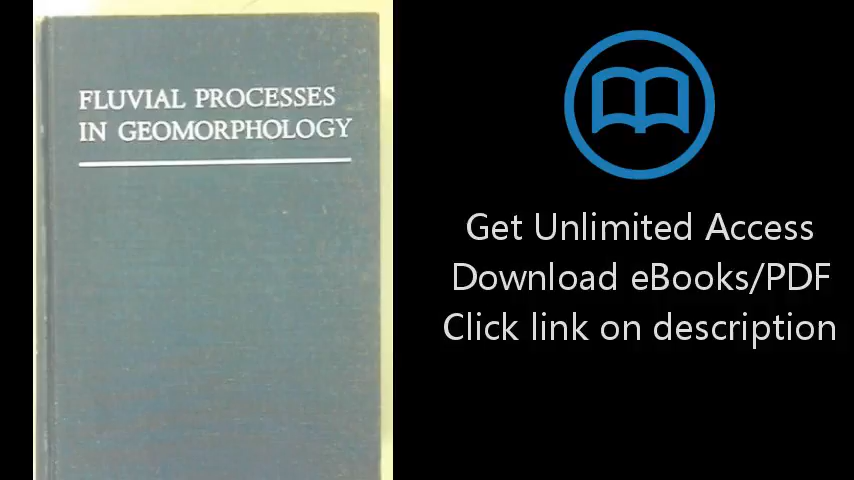 FLUVIAL PROCESSES
IN GEOMORPHOLOGY
Get Unlimited Access
Download eBooks/PDF
Click link on description